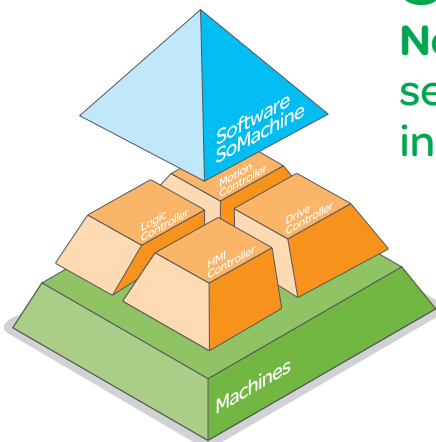 Software
SoMachine
Motion
Controller
Logic
Controller
Drive
Controller
HMI
Controller
Machines